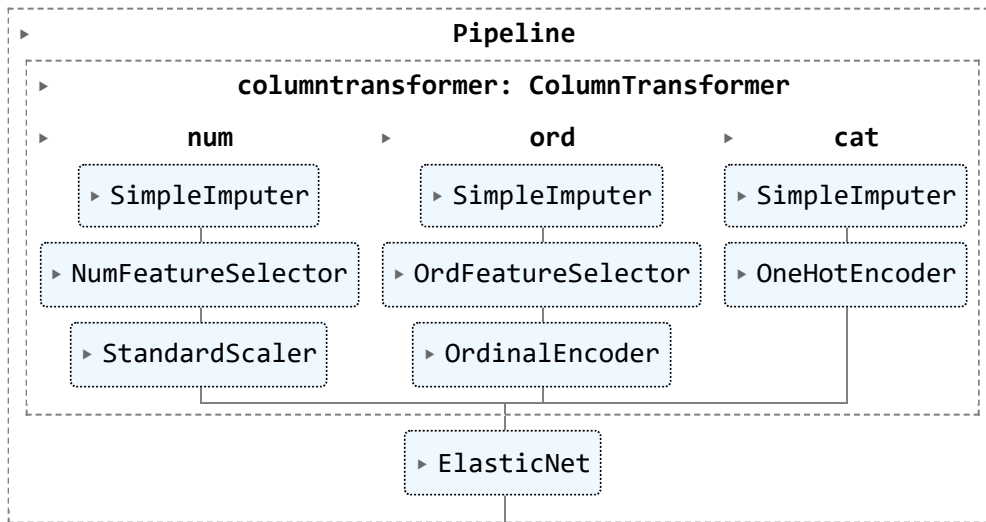 Pipeline
columntransformer: ColumnTransformer
num ord cat
SimpleImputer SimpleImputer SimpleImputer
NumFeatureSelector OrdFeatureSelector OneHotEncoder
StandardScaler OrdinalEncoder
ElasticNet